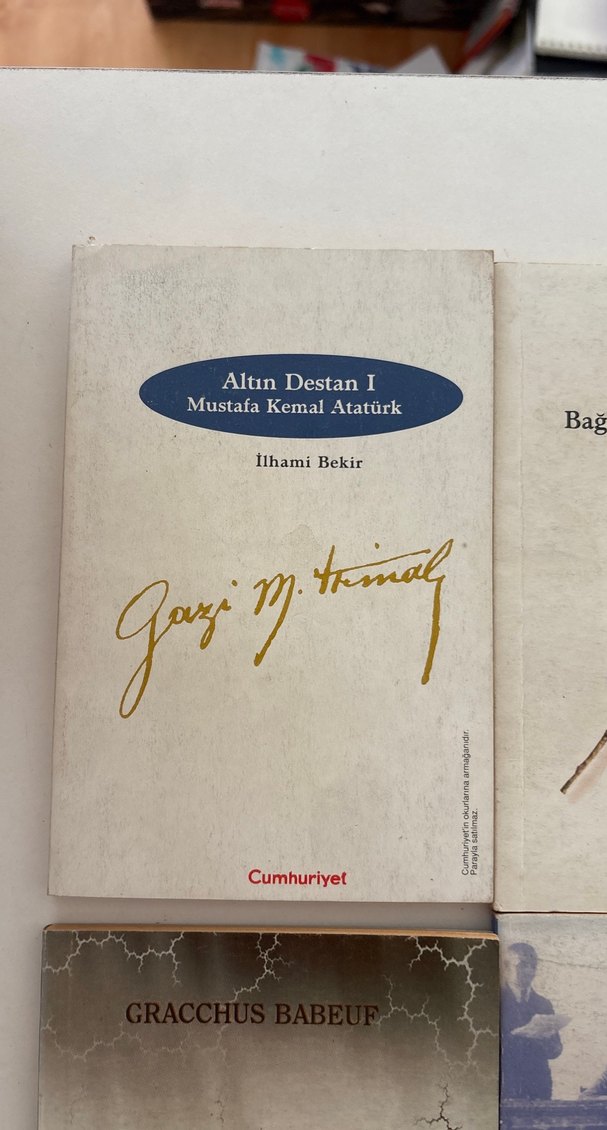 Altın Destan I
Mustafa Kemal Atatürk
İlhami Bekir
Gazi M. Kemal
Cumhuriyet'in okurlarına armağanıdır.
Parayla satılmaz.
Cumhuriyet
Bağ
GRACCHUS BABEUF